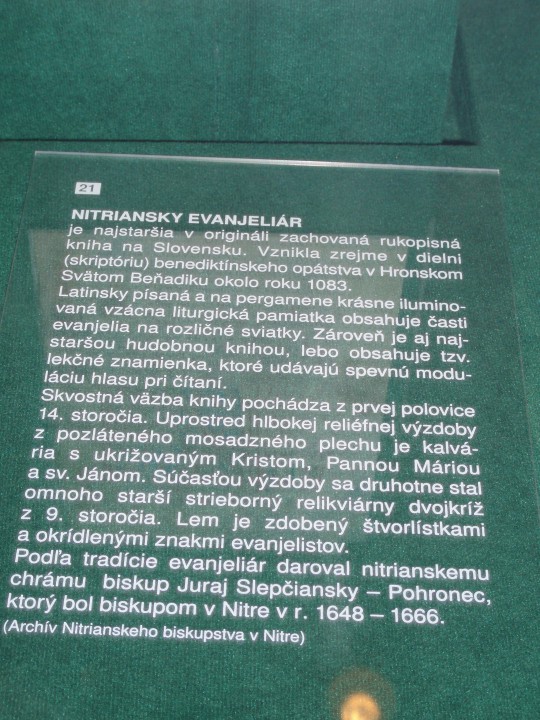 21
NITRIANSKY EVANJELIÁR
je najstaršia v origináli zachovaná rukopisná
kniha na Slovensku. Vznikla zrejme v dielni
(skriptóriu) benediktínskeho opátstva v Hronskom
Svätom Beňadiku okolo roku 1083.
Latinsky písaná a na pergamene krásne ilumino-
vaná vzácna liturgická pamiatka obsahuje časti
evanjelia na rozličné sviatky. Zároveň je aj naj-
staršou hudobnou knihou, lebo obsahuje tzv.
lekčné znamienka, ktoré udávajú spevnú modu-
láciu hlasu pri čítaní.
Skvostná väzba knihy pochádza z prvej polovice
14. storočia. Uprostred hlbokej reliéfnej výzdoby
z pozláteného mosadzného plechu je kalvá-
ria s ukrižovaným Kristom, Pannou Máriou
a sv. Jánom. Súčasťou výzdoby sa druhotne stal
omnoho starší strieborný relikviárny dvojkríž
z 9. storočia. Lem je zdobený štvorlístkami
a okrídlenými znakmi evanjelistov.
Podľa tradície evanjeliár daroval nitrianskemu
chrámu biskup Juraj Slepčiansky – Pohronec,
ktorý bol biskupom v Nitre v r. 1648 – 1666.
(Archív Nitrianskeho biskupstva v Nitre)